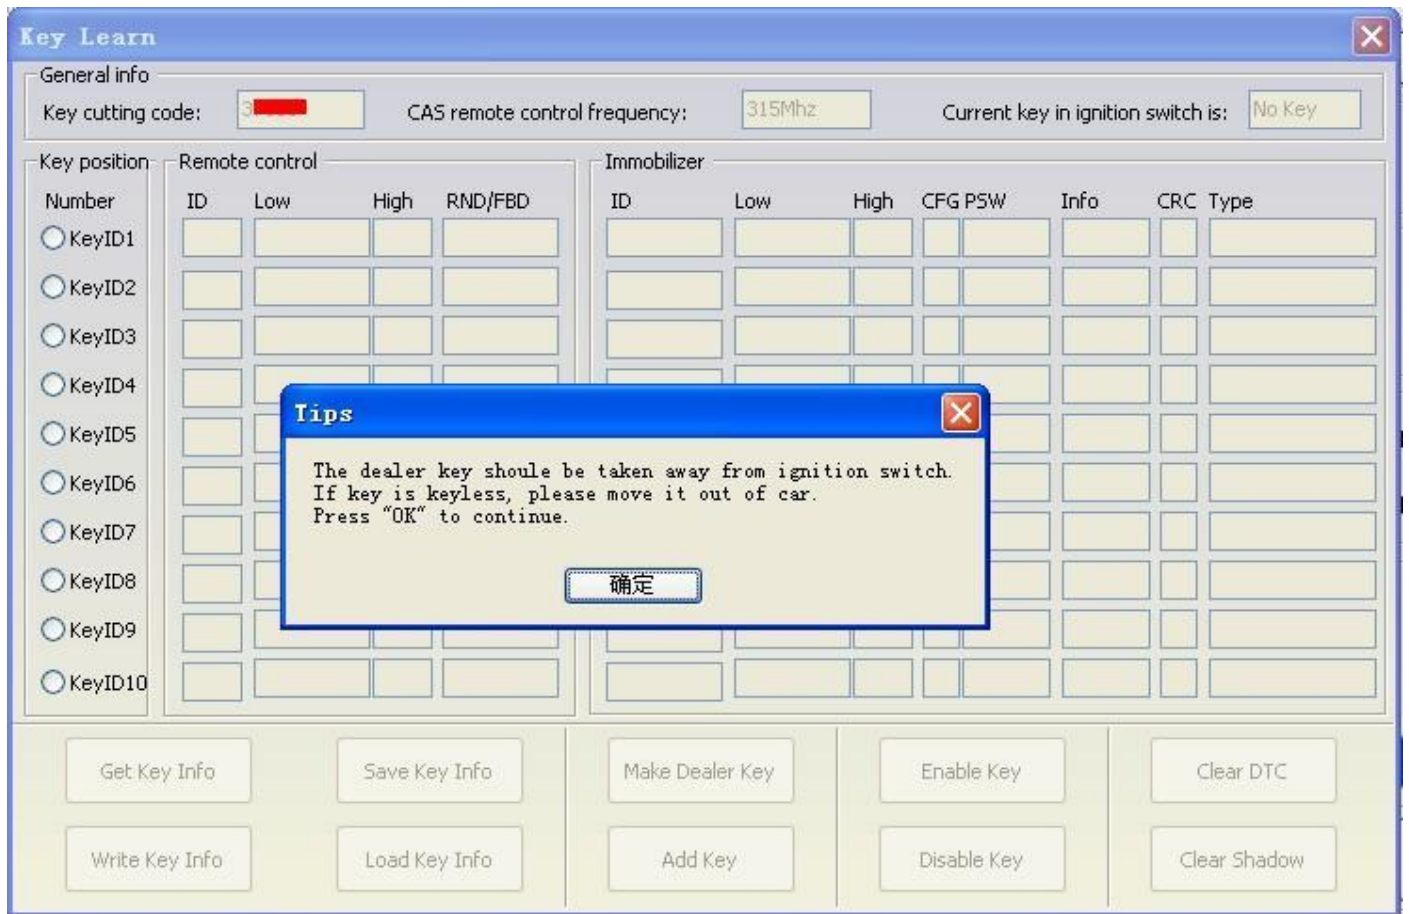 Key Learn
General info
Key cutting code: 3 CAS remote control frequency: 315Mhz Current key in ignition switch is: No Key
Key position Remote control Immobilizer
Number ID Low High RND/FBD ID Low High CFG PSW Info CRC Type
KeyID1
KeyID2
KeyID3
KeyID4
KeyID5
KeyID6
KeyID7
KeyID8
KeyID9
KeyID10
Tips
The dealer key shoule be taken away from ignition switch.
If key is keyless, please move it out of car.
Press "OK" to continue.
确定
Get Key Info Save Key Info Make Dealer Key Enable Key Clear DTC
Write Key Info Load Key Info Add Key Disable Key Clear Shadow